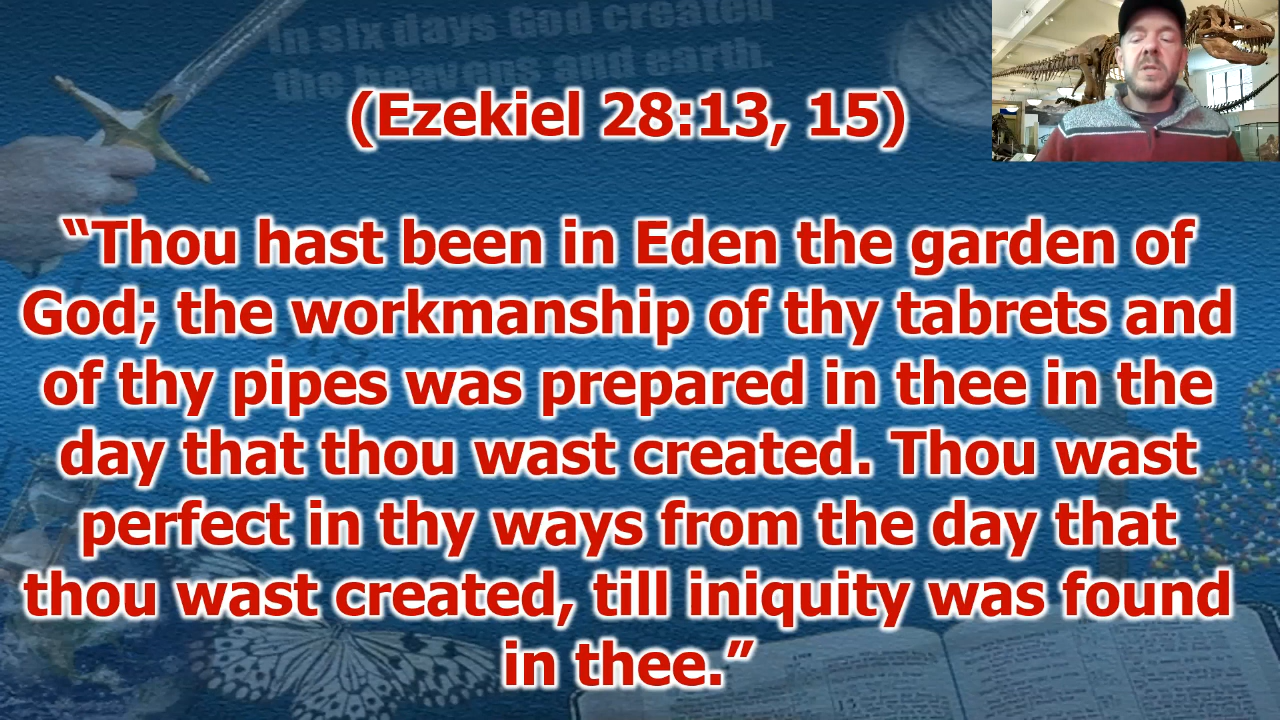 In six days God created
the heavens and earth.
(Ezekiel 28:13, 15)
“Thou hast been in Eden the garden of
God; the workmanship of thy tabrets and
of thy pipes was prepared in thee in the
day that thou wast created. Thou wast
perfect in thy ways from the day that
thou wast created, till iniquity was found
in thee.”